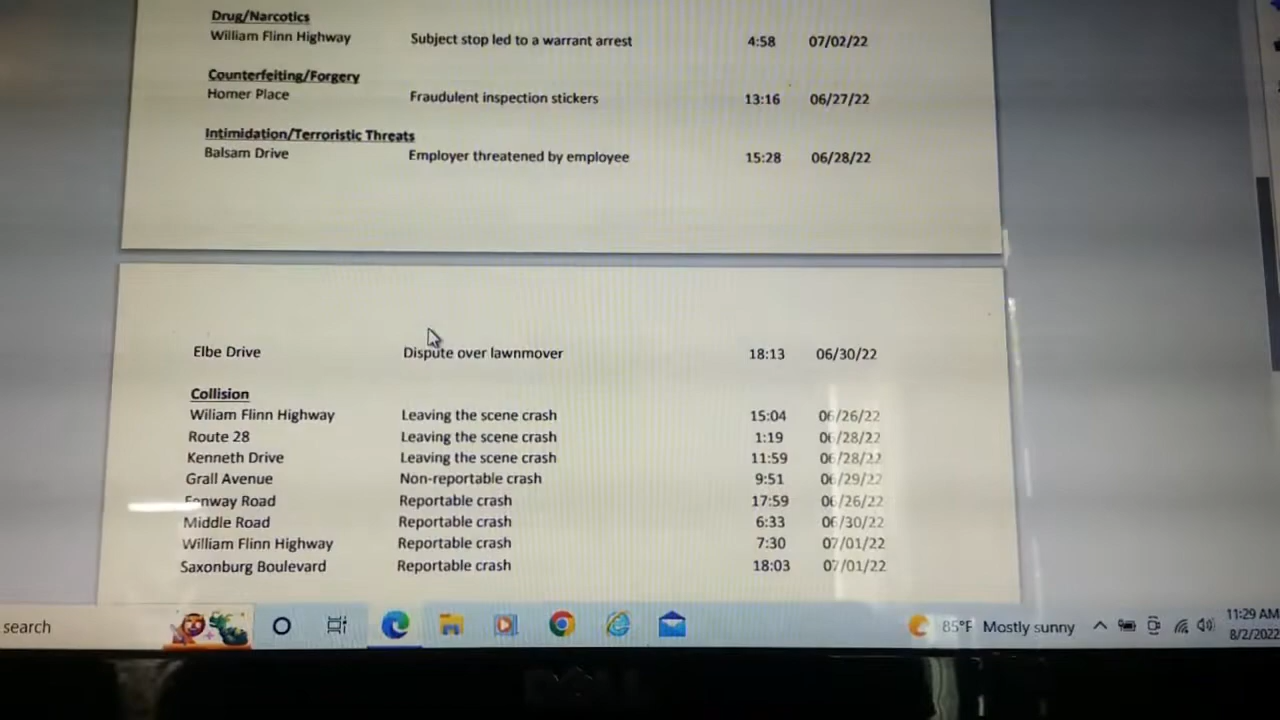 Drug/Narcotics
William Flinn Highway Subject stop led to a warrant arrest 4:58 07/02/22
Counterfeiting/Forgery
Homer Place Fraudulent inspection stickers 13:16 06/27/22
Intimidation/Terroristic Threats
Balsam Drive Employer threatened by employee 15:28 06/28/22
Elbe Drive Dispute over lawnmover 18:13 06/30/22
Collision
Wiliam Flinn Highway Leaving the scene crash 15:04 06/26/22
Route 28 Leaving the scene crash 1:19 06/28/22
Kenneth Drive Leaving the scene crash 11:59 06/28/22
Grall Avenue Non-reportable crash 9:51 06/29/22
Fenway Road Reportable crash 17:59 06/26/22
Middle Road Reportable crash 6:33 06/30/22
William Flinn Highway Reportable crash 7:30 07/01/22
Saxonburg Boulevard Reportable crash 18:03 07/01/22
search 85°F Mostly sunny 11:29 AM
8/2/2022
DELL